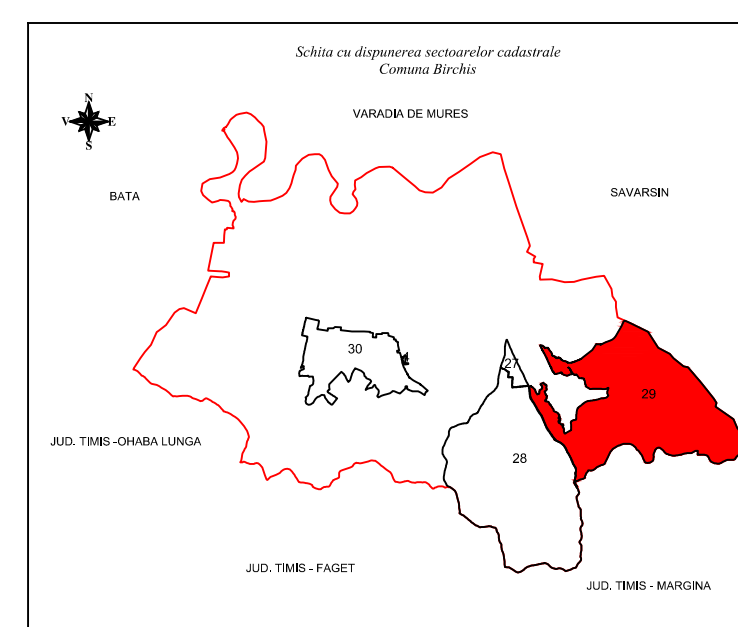 Schita cu dispunerea sectoarelor cadastrale
Comuna Birchis
N
V E
S
VARADIA DE MURES
BATA
SAVARSIN
30
27
29
28
JUD. TIMIS -OHABA LUNGA
JUD. TIMIS - FAGET
JUD. TIMIS - MARGINA